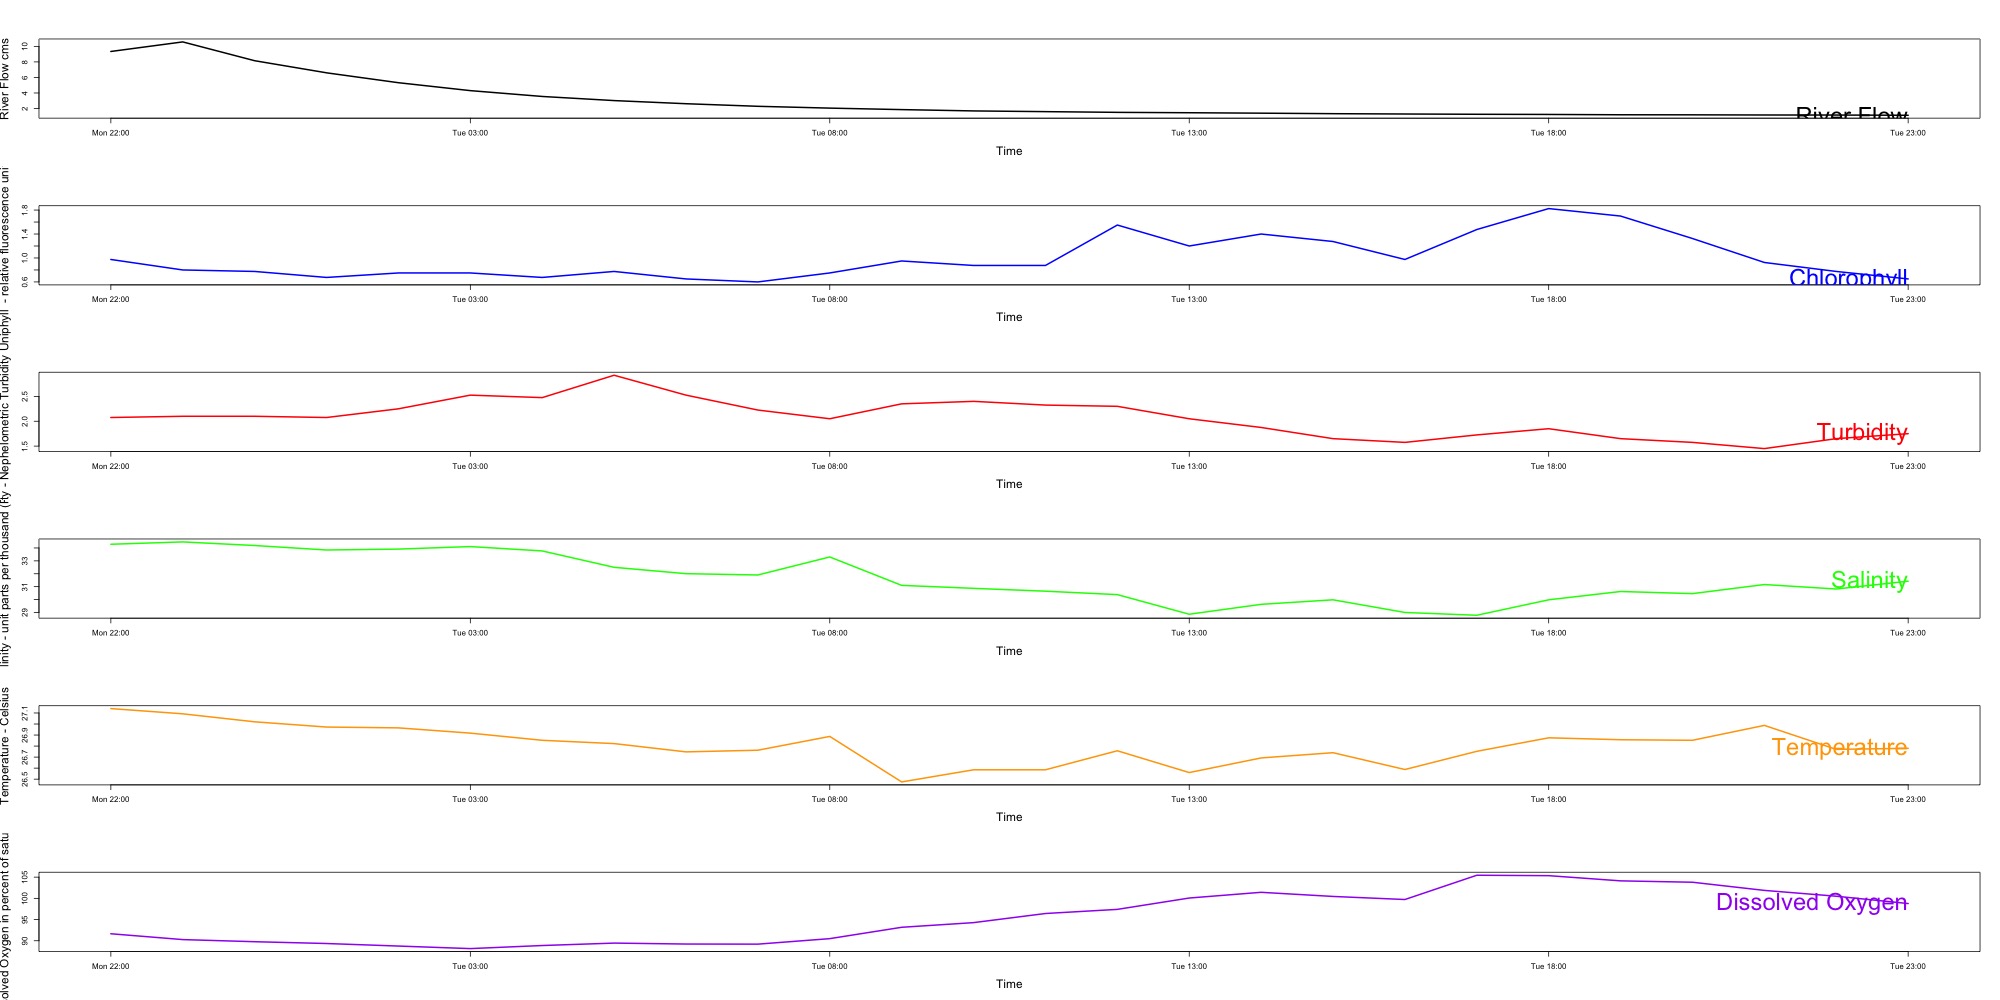 River Flow cms
10
8
6
4
2
River Flow
Mon 22:00 Tue 03:00 Tue 08:00 Tue 13:00 Tue 18:00 Tue 23:00
Time
- relative fluorescence uni
1.8
1.4
1.0
0.6
Chlorophyll
Mon 22:00 Tue 03:00 Tue 08:00 Tue 13:00 Tue 18:00 Tue 23:00
Time
- Nephelometric Turbidity
2.5
2.0
1.5
Turbidity
Mon 22:00 Tue 03:00 Tue 08:00 Tue 13:00 Tue 18:00 Tue 23:00
Time
linity - unit parts per thousand
33
31
29
Salinity
Mon 22:00 Tue 03:00 Tue 08:00 Tue 13:00 Tue 18:00 Tue 23:00
Time
Temperature - Celsius
27.1
26.9
26.7
26.5
Temperature
Mon 22:00 Tue 03:00 Tue 08:00 Tue 13:00 Tue 18:00 Tue 23:00
Time
olved Oxygen in percent of satu
105
100
95
90
Dissolved Oxygen
Mon 22:00 Tue 03:00 Tue 08:00 Tue 13:00 Tue 18:00 Tue 23:00
Time